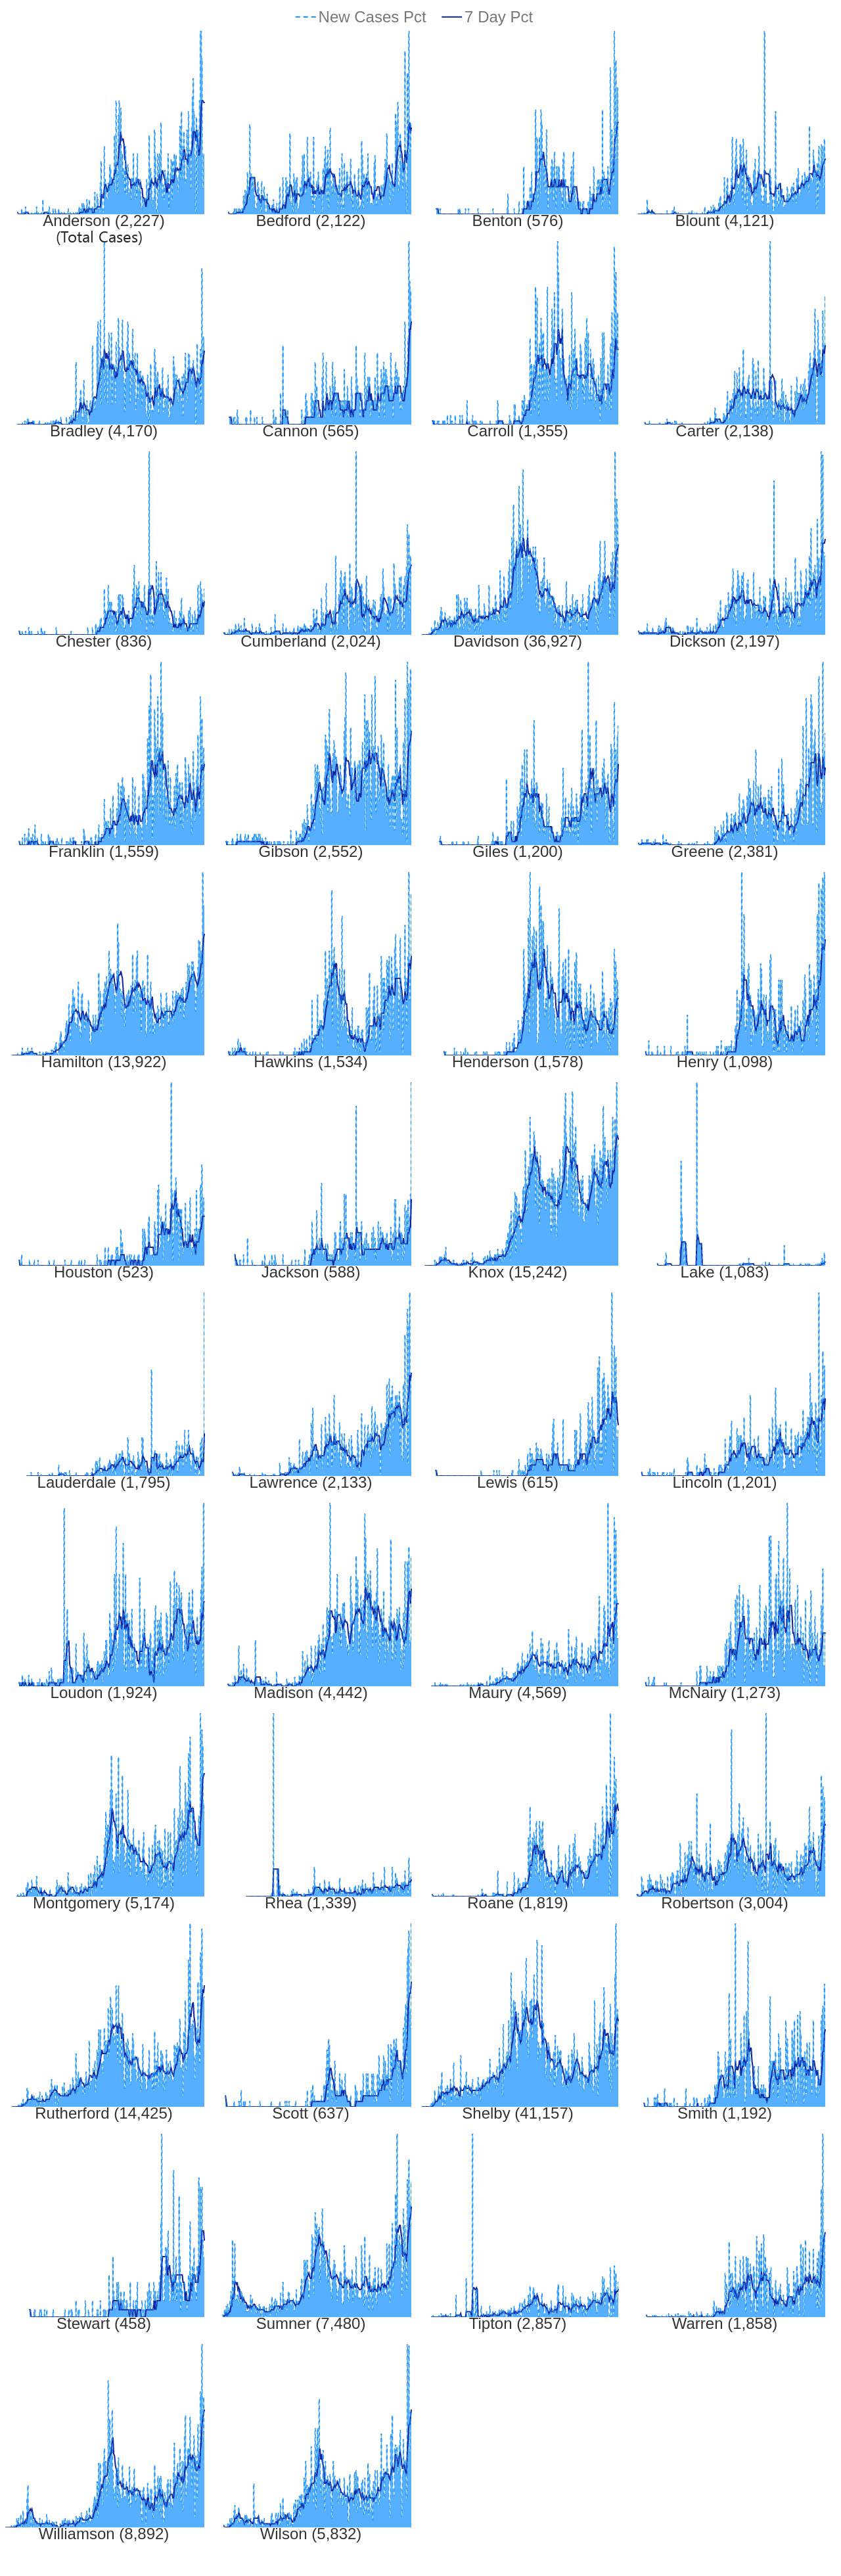 New Cases Pct 7 Day Pct
Anderson (2,227) Bedford (2,122) Benton (576) Blount (4,121)
(Total Cases)
Bradley (4,170) Cannon (565) Carroll (1,355) Carter (2,138)
Chester (836) Cumberland (2,024) Davidson (36,927) Dickson (2,197)
Franklin (1,559) Gibson (2,552) Giles (1,200) Greene (2,381)
Hamilton (13,922) Hawkins (1,534) Henderson (1,578) Henry (1,098)
Houston (523) Jackson (588) Knox (15,242) Lake (1,083)
Lauderdale (1,795) Lawrence (2,133) Lewis (615) Lincoln (1,201)
Loudon (1,924) Madison (4,442) Maury (4,569) McNairy (1,273)
Montgomery (5,174) Rhea (1,339) Roane (1,819) Robertson (3,004)
Rutherford (14,425) Scott (637) Shelby (41,157) Smith (1,192)
Stewart (458) Sumner (7,480) Tipton (2,857) Warren (1,858)
Williamson (8,892) Wilson (5,832)